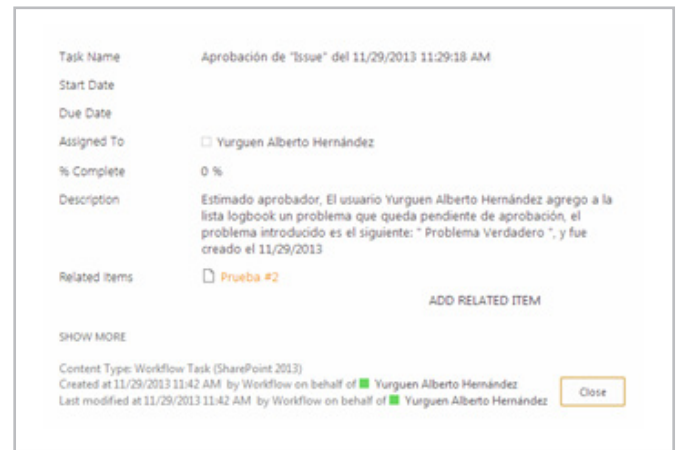 Task Name Aprobación de "Issue" del 11/29/2013 11:29:18 AM
Start Date
Due Date
Assigned To Yurguen Alberto Hernández
% Complete 0 %
Description Estimado aprobador, El usuario Yurguen Alberto Hernández agrego a la
lista logbook un problema que queda pendiente de aprobación, el
problema introducido es el siguiente: " Problema Verdadero ", y fue
creado el 11/29/2013
Related Items Prueba #2
ADD RELATED ITEM
SHOW MORE
Content Type: Workflow Task (SharePoint 2013)
Created at 11/29/2013 11:42 AM by Workflow on behalf of Yurguen Alberto Hernández
Last modified at 11/29/2013 11:42 AM by Workflow on behalf of Yurguen Alberto Hernández
Close